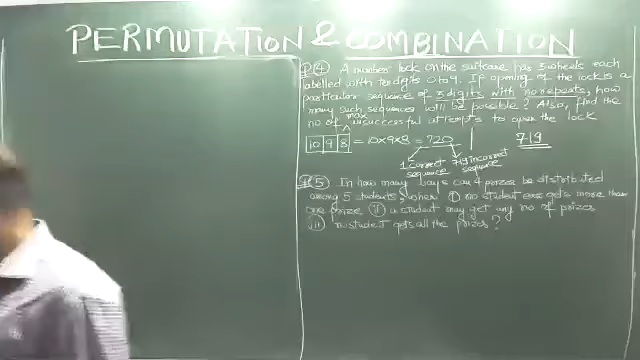 PERMUTATION & COMBINATION
Q.4 A number lock on the suitcase has 3 wheels each
labelled with ten digits 0 to 9. If opening of the lock is a
particular sequence of 3 digits with no repeats, how
many such sequences will be possible? Also, find the
no of max unsuccessful attempts to open the lock
10 9 8 = 10×9×8 = 720 719
1 correct sequence 719 incorrect sequence
Q.5 In how many ways can 4 prizes be distributed
among 5 students, when (i) no student gets more than
one prize (ii) a student may get any no of prizes
(iii) no student gets all the prizes?